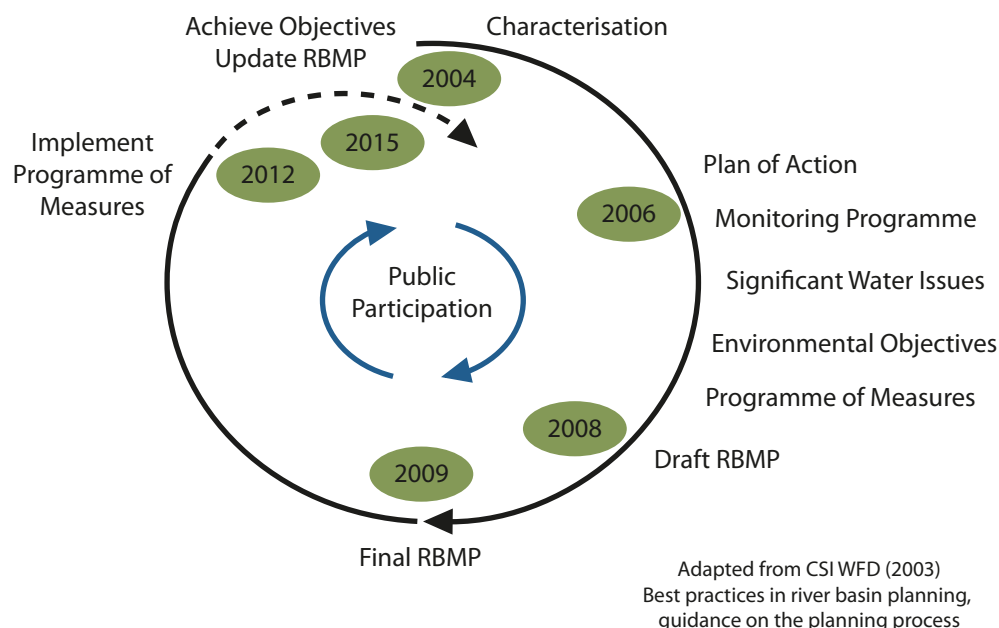 Achieve Objectives
Update RBMP
Characterisation
2004
2015
2012
Implement
Programme of
Measures
Plan of Action
2006
Monitoring Programme
Significant Water Issues
Public
Participation
Environmental Objectives
Programme of Measures
2008
Draft RBMP
2009
Final RBMP
Adapted from CSI WFD (2003)
Best practices in river basin planning,
guidance on the planning process